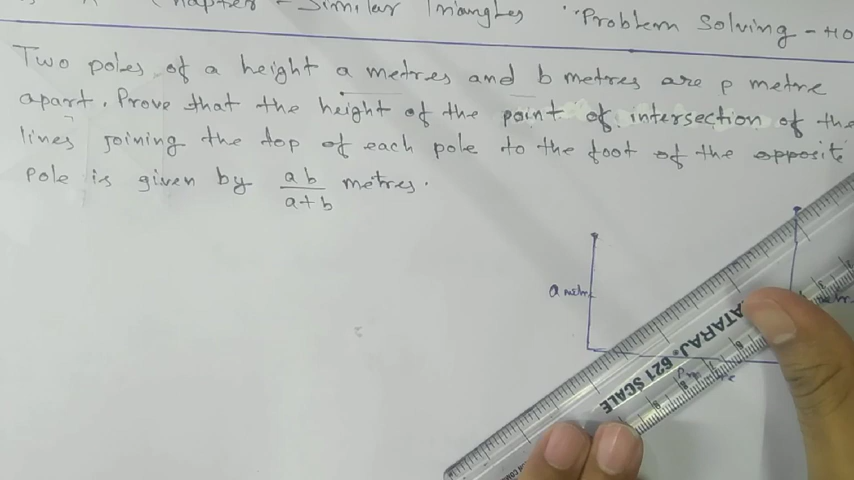 Chapter - Similar Triangles "Problem Solving -
Two poles of a height a metres and b metres are p metre
apart. Prove that the height of the point of intersection of the
lines joining the top of each pole to the foot of the opposite
pole is given by ab/a+b metres.
a metre
ATARAJ 621 SCALE